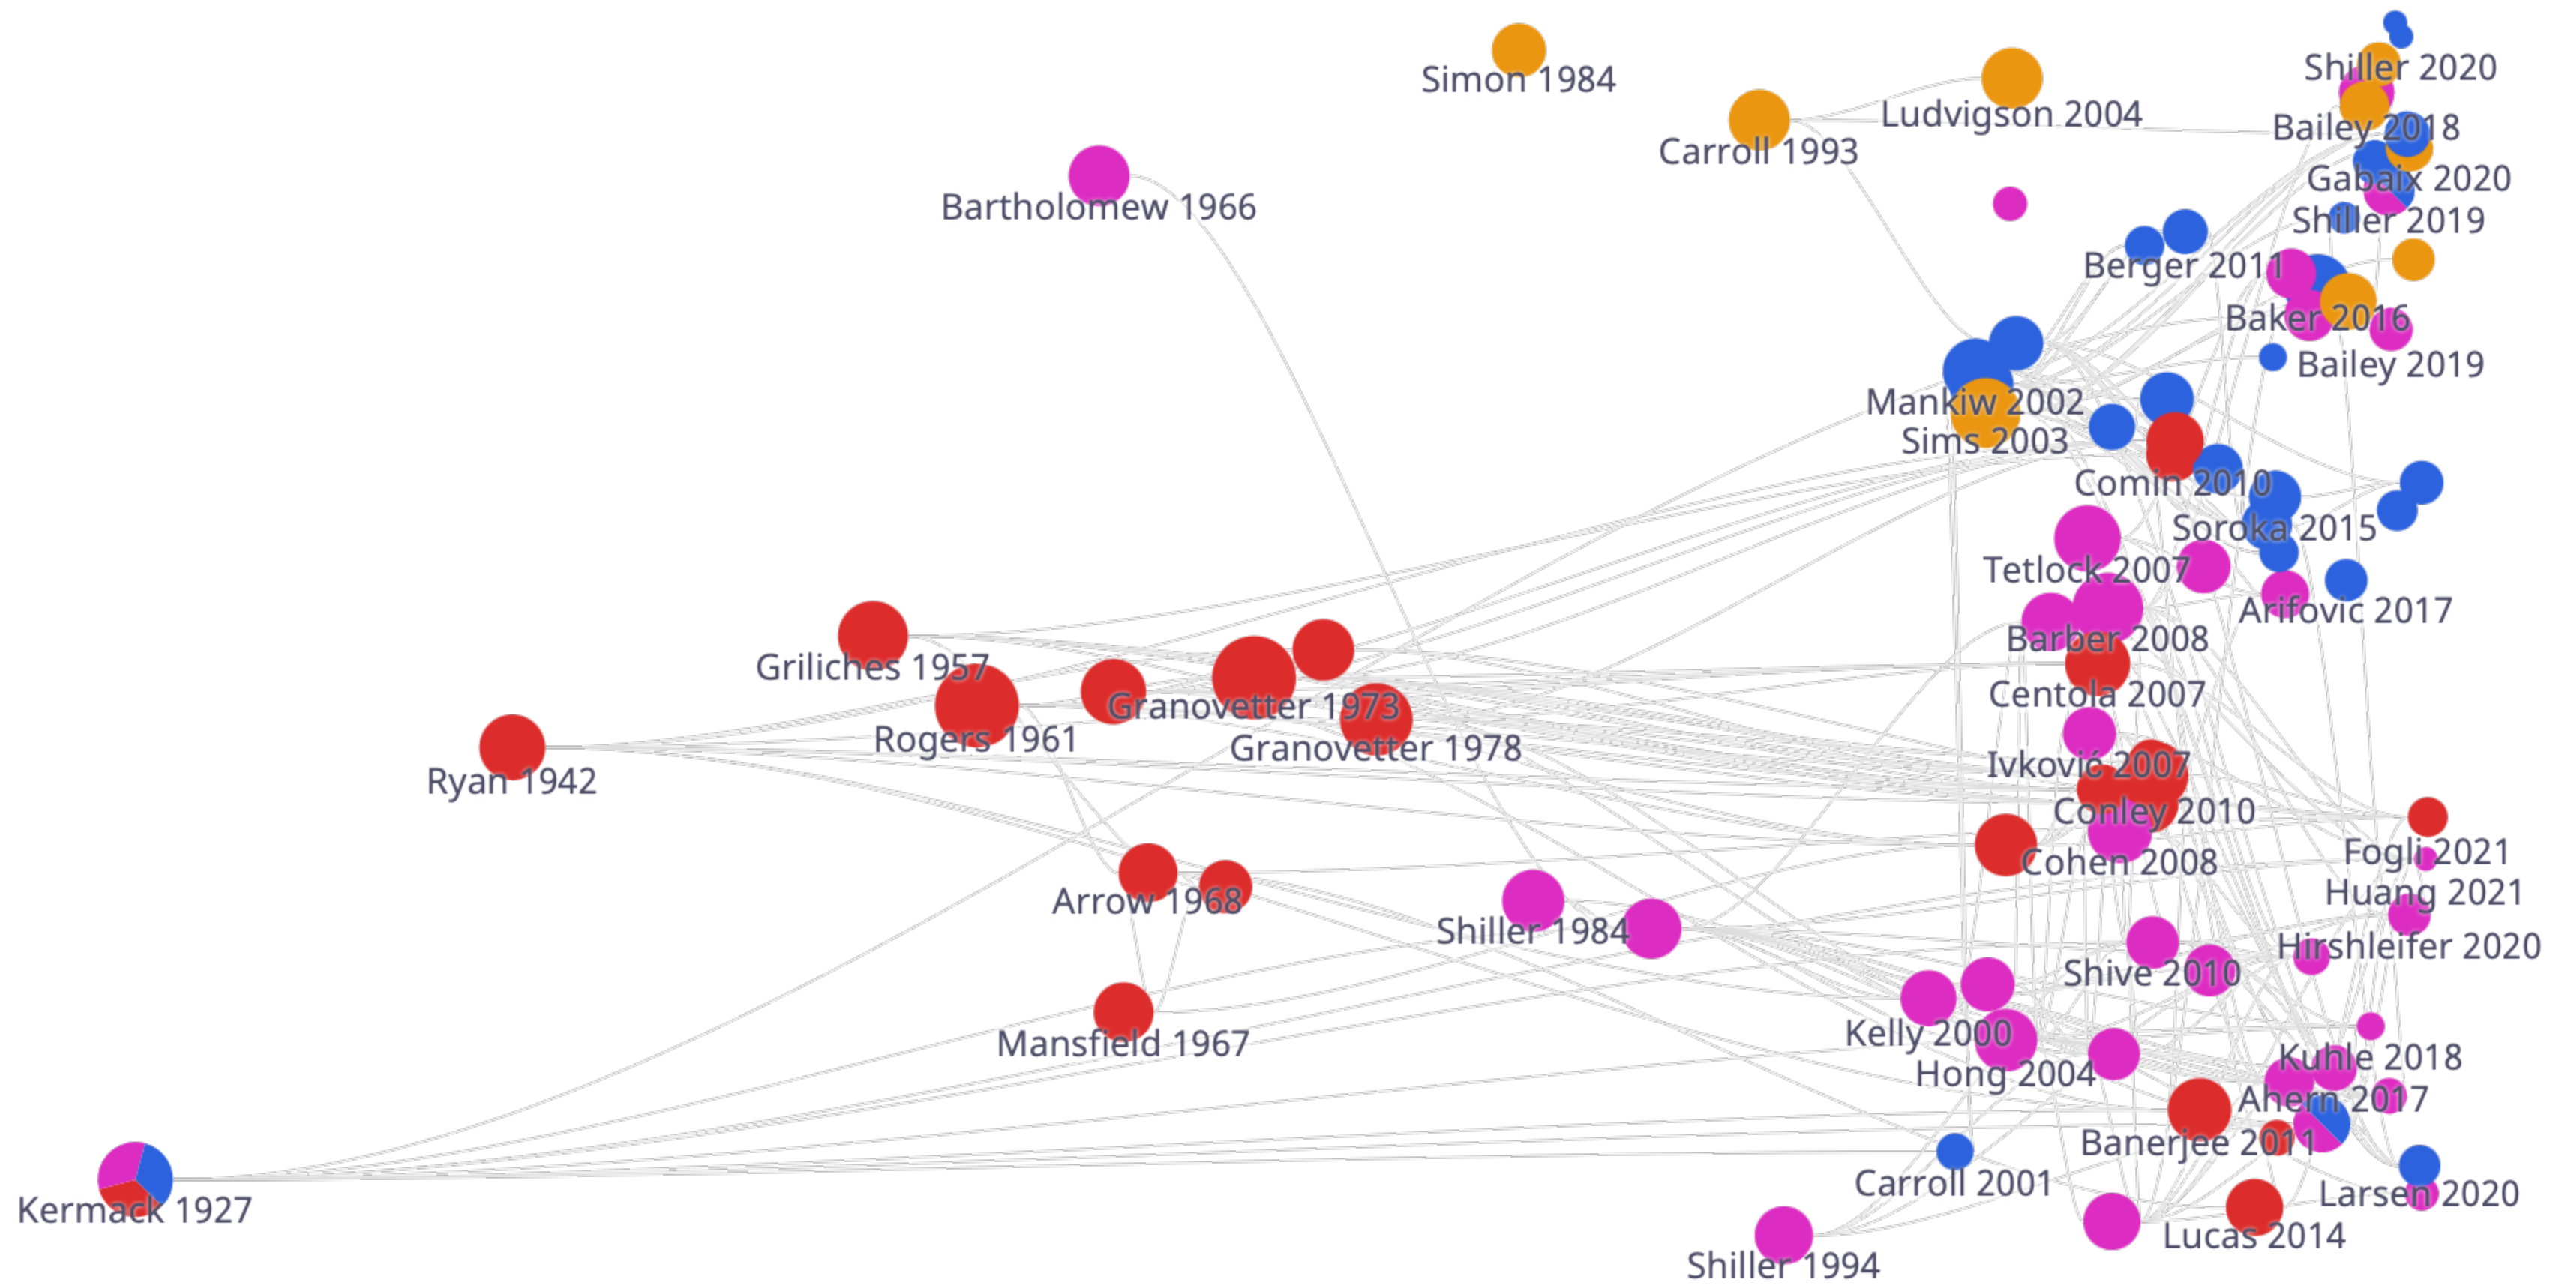 Simon 1984
Shiller 2020
Ludvigson 2004
Bailey 2018
Carroll 1993
Gabaix 2020
Bartholomew 1966
Shiller 2019
Berger 2011
Baker 2016
Bailey 2019
Mankiw 2002
Sims 2003
Comin 2010
Soroka 2015
Tetlock 2007
Arifovic 2017
Barber 2008
Griliches 1957
Centola 2007
Granovetter 1973
Rogers 1961
Granovetter 1978
Ivković 2007
Ryan 1942
Conley 2010
Fogli 2021
Cohen 2008
Huang 2021
Arrow 1968
Shiller 1984
Hirshleifer 2020
Shive 2010
Kelly 2000
Mansfield 1967
Kuhle 2018
Hong 2004
Ahern 2017
Banerjee 2011
Carroll 2001
Larsen 2020
Kermack 1927
Lucas 2014
Shiller 1994